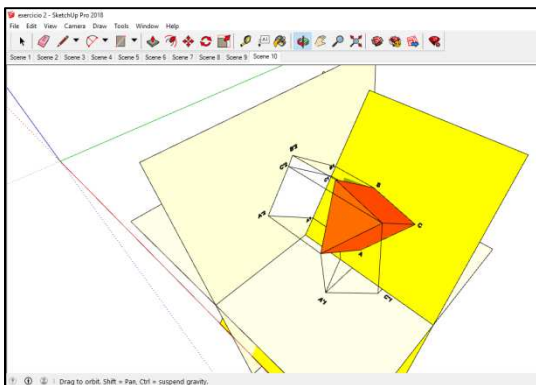 exercicio 2 - SketchUp Pro 2018
File Edit View Camera Draw Tools Window Help
Scene 1 Scene 2 Scene 3 Scene 4 Scene 5 Scene 6 Scene 7 Scene 8 Scene 9 Scene 10
B
C
A
Drag to orbit. Shift = Pan, Ctrl = suspend gravity.